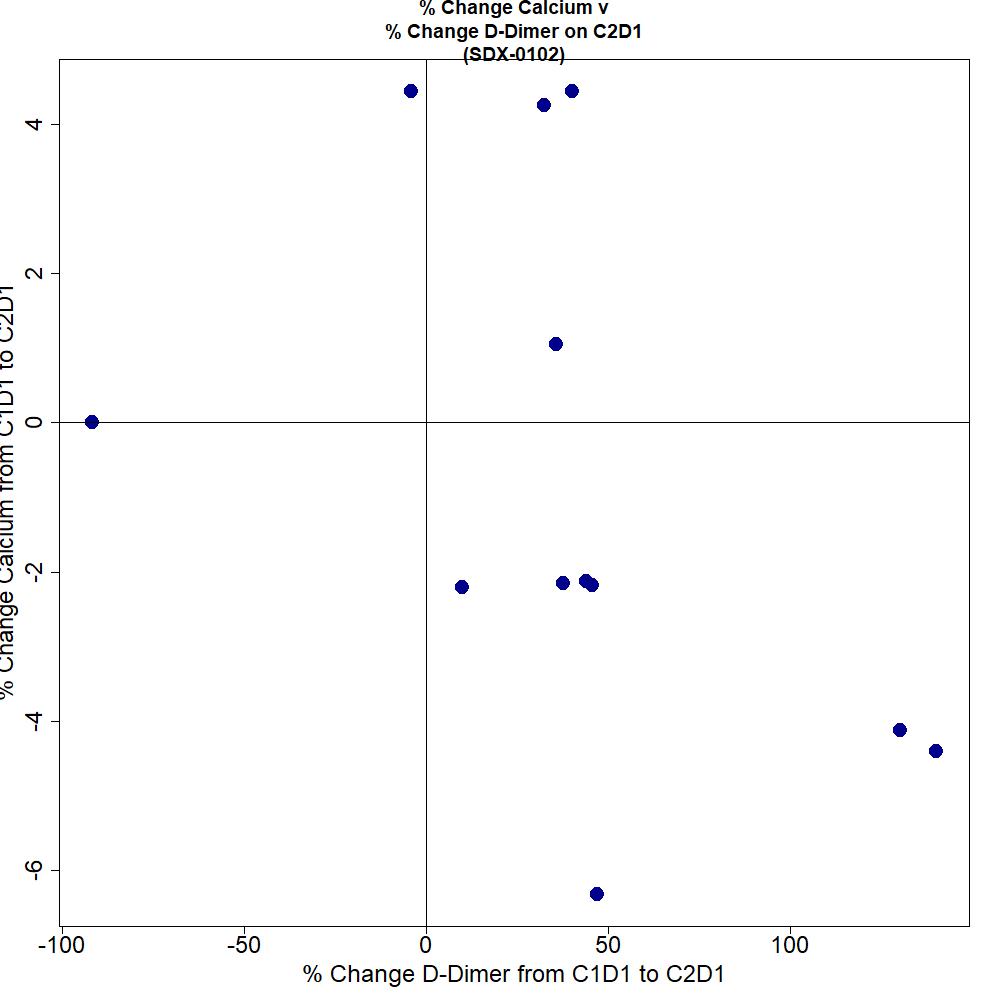 % Change Calcium v
% Change D-Dimer on C2D1
(SDX-0102)
% Change Calcium from C1D1 to C2D1
4
2
0
-2
-4
-6
-100
-50
0
50
100
% Change D-Dimer from C1D1 to C2D1